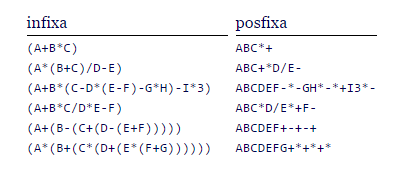 infixa posfixa
(A+B*C) ABC*+
(A*(B+C)/D-E) ABC+*D/E-
(A+B*(C-D*(E-F)-G*H)-I*3) ABCDEF-*-GH*-*+I3*-
(A+B*C/D*E-F) ABC*D/E*+F-
(A+(B-(C+(D-(E+F))))) ABCDEF+-+-+
(A*(B+(C*(D+(E*(F+G)))))) ABCDEFG+*+*+*